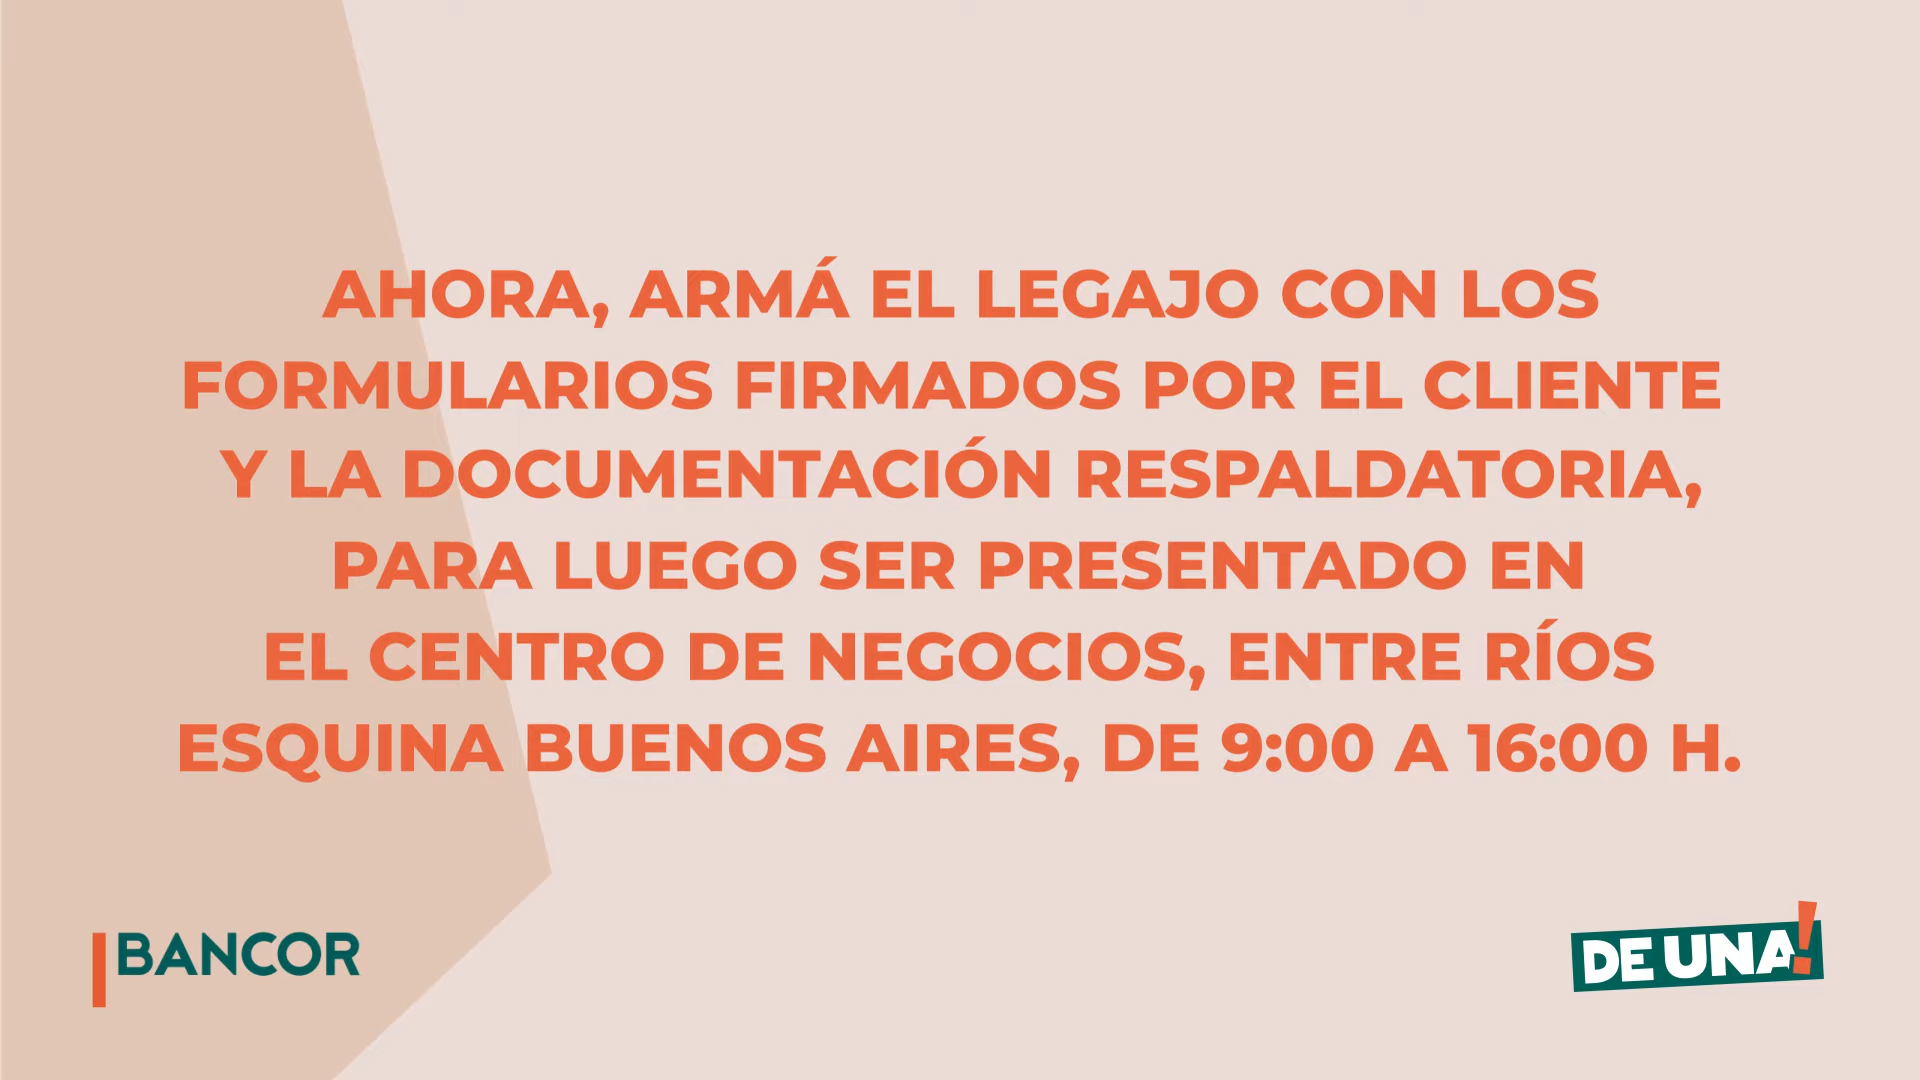 AHORA, ARMÁ EL LEGAJO CON LOS
FORMULARIOS FIRMADOS POR EL CLIENTE
Y LA DOCUMENTACIÓN RESPALDATORIA,
PARA LUEGO SER PRESENTADO EN
EL CENTRO DE NEGOCIOS, ENTRE RÍOS
ESQUINA BUENOS AIRES, DE 9:00 A 16:00 H.
BANCOR
DE UNA!